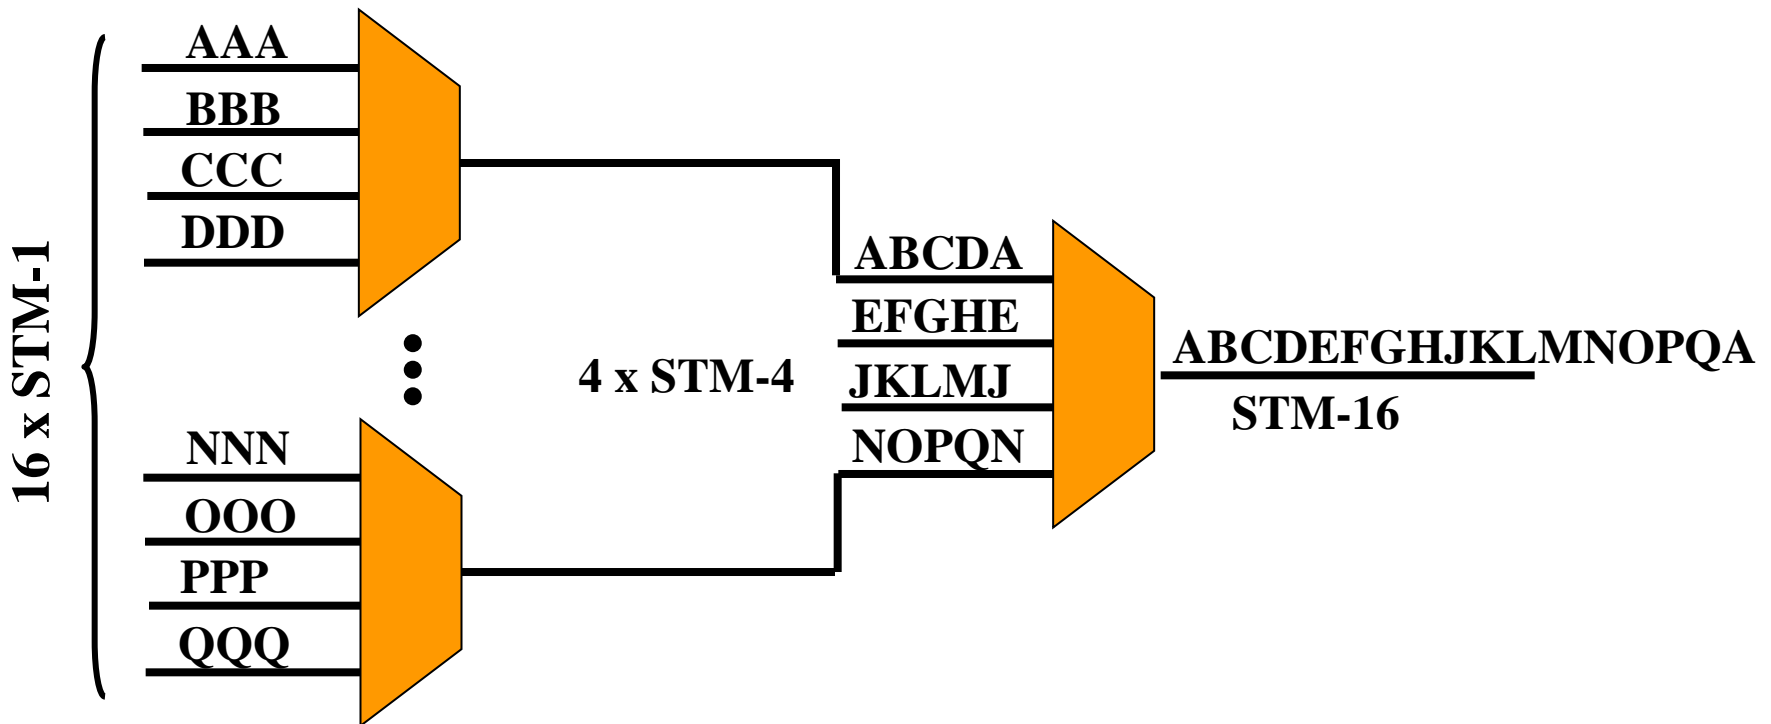 16 x STM-1
AAA
BBB
CCC
DDD
NNN
OOO
PPP
QQQ
4 x STM-4
ABCDA
EFGHE
JKLMJ
NOPQN
ABCDEFGHJKLMNOPQA
STM-16